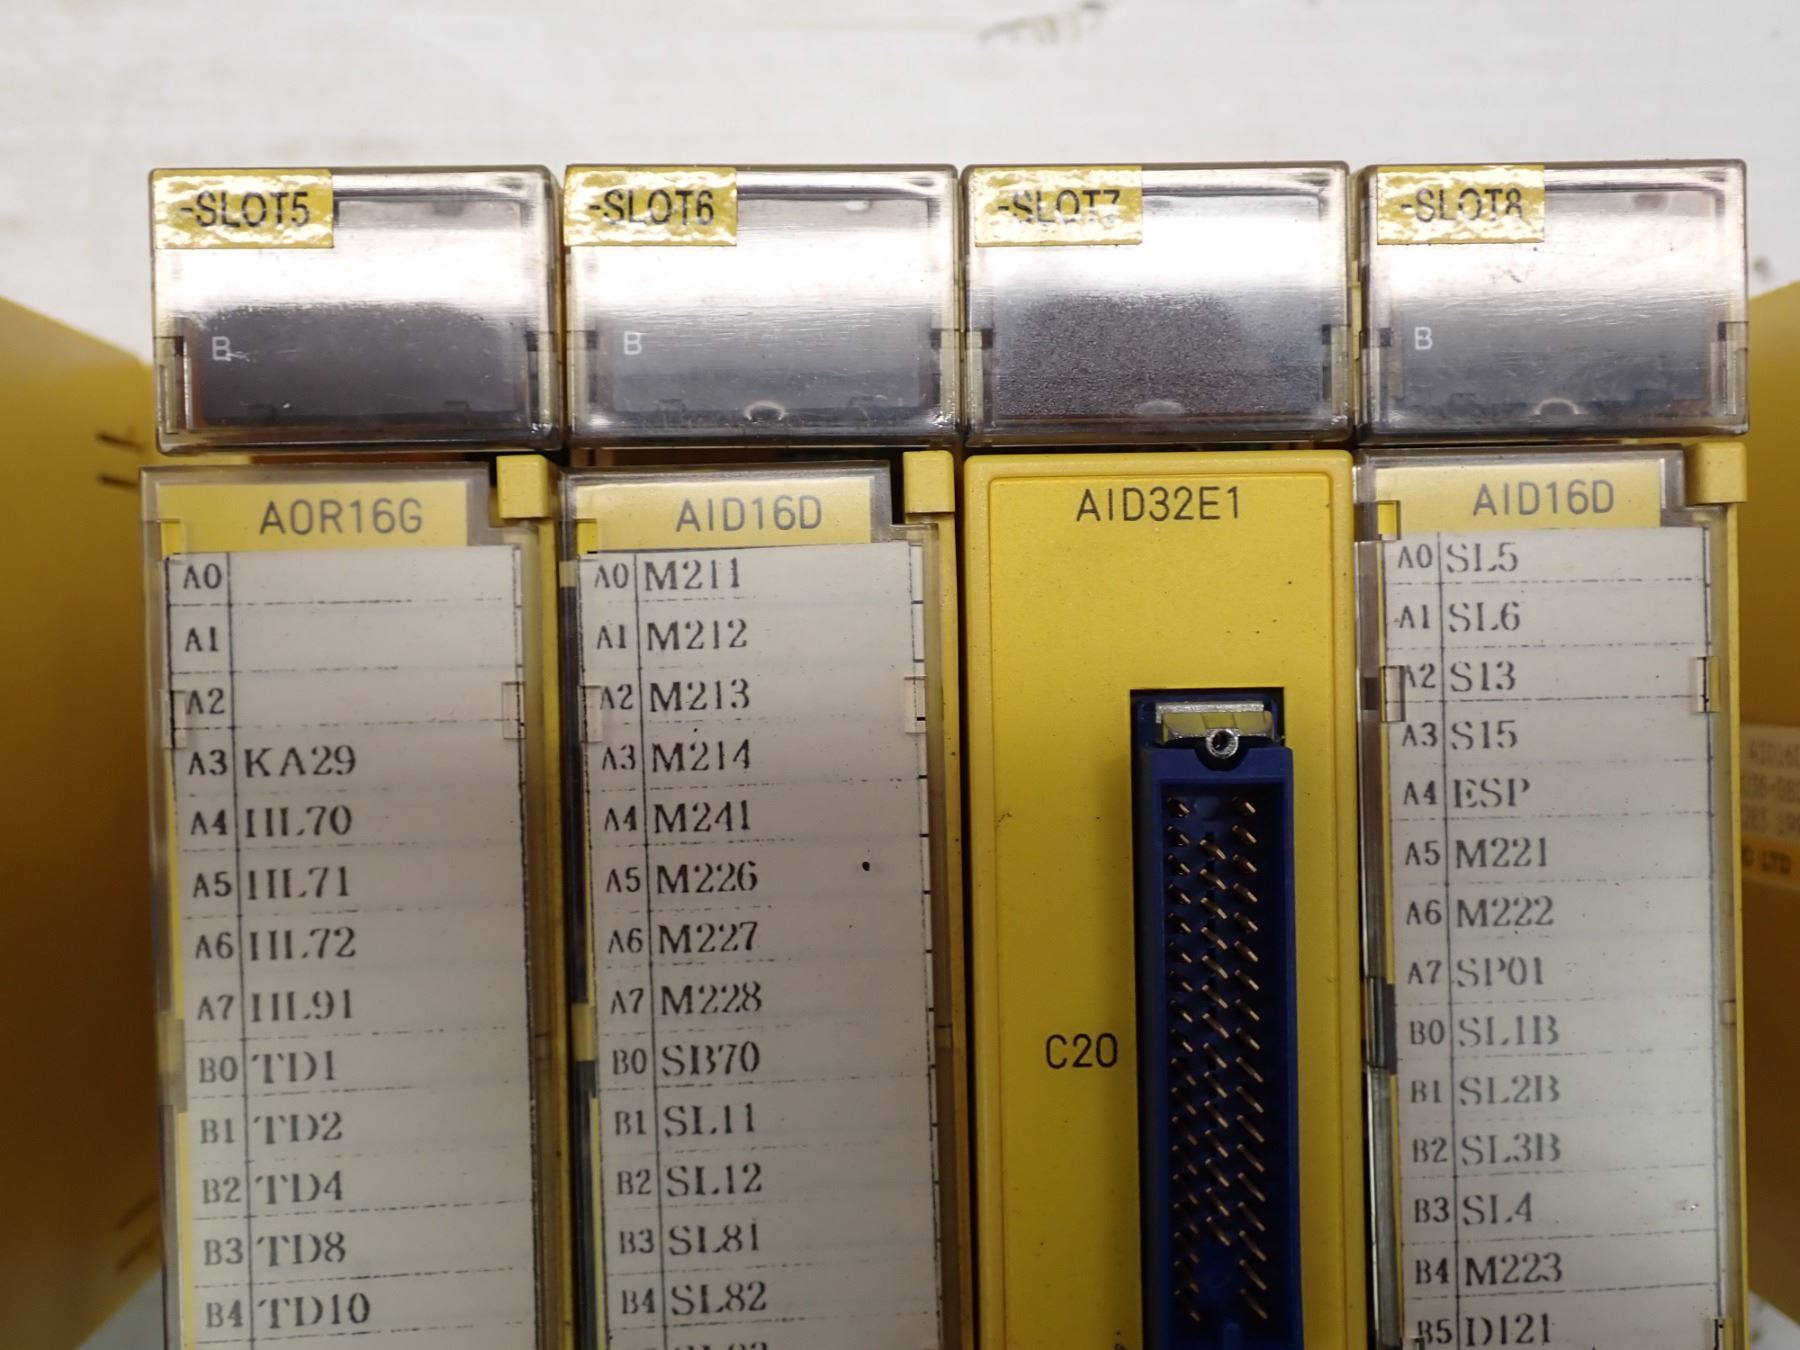 -SLOT5
B
AOR16G
A0
A1
A2
A3 KA29
A4 HL70
A5 HL71
A6 HL72
A7 HL91
B0 TD1
B1 TD2
B2 TD4
B3 TD8
B4 TD10
-SLOT6
B
AID16D
A0 M211
A1 M212
A2 M213
A3 M214
A4 M241
A5 M226
A6 M227
A7 M228
B0 SB70
B1 SL11
B2 SL12
B3 SL81
B4 SL82
-SLOT7
AID32E1
C20
-SLOT8
B
AID16D
A0 SL5
A1 SL6
A2 S13
A3 S15
A4 ESP
A5 M221
A6 M222
A7 SP01
B0 SL1B
B1 SL2B
B2 SL3B
B3 SL4
B4 M223
B5 D121
LTD